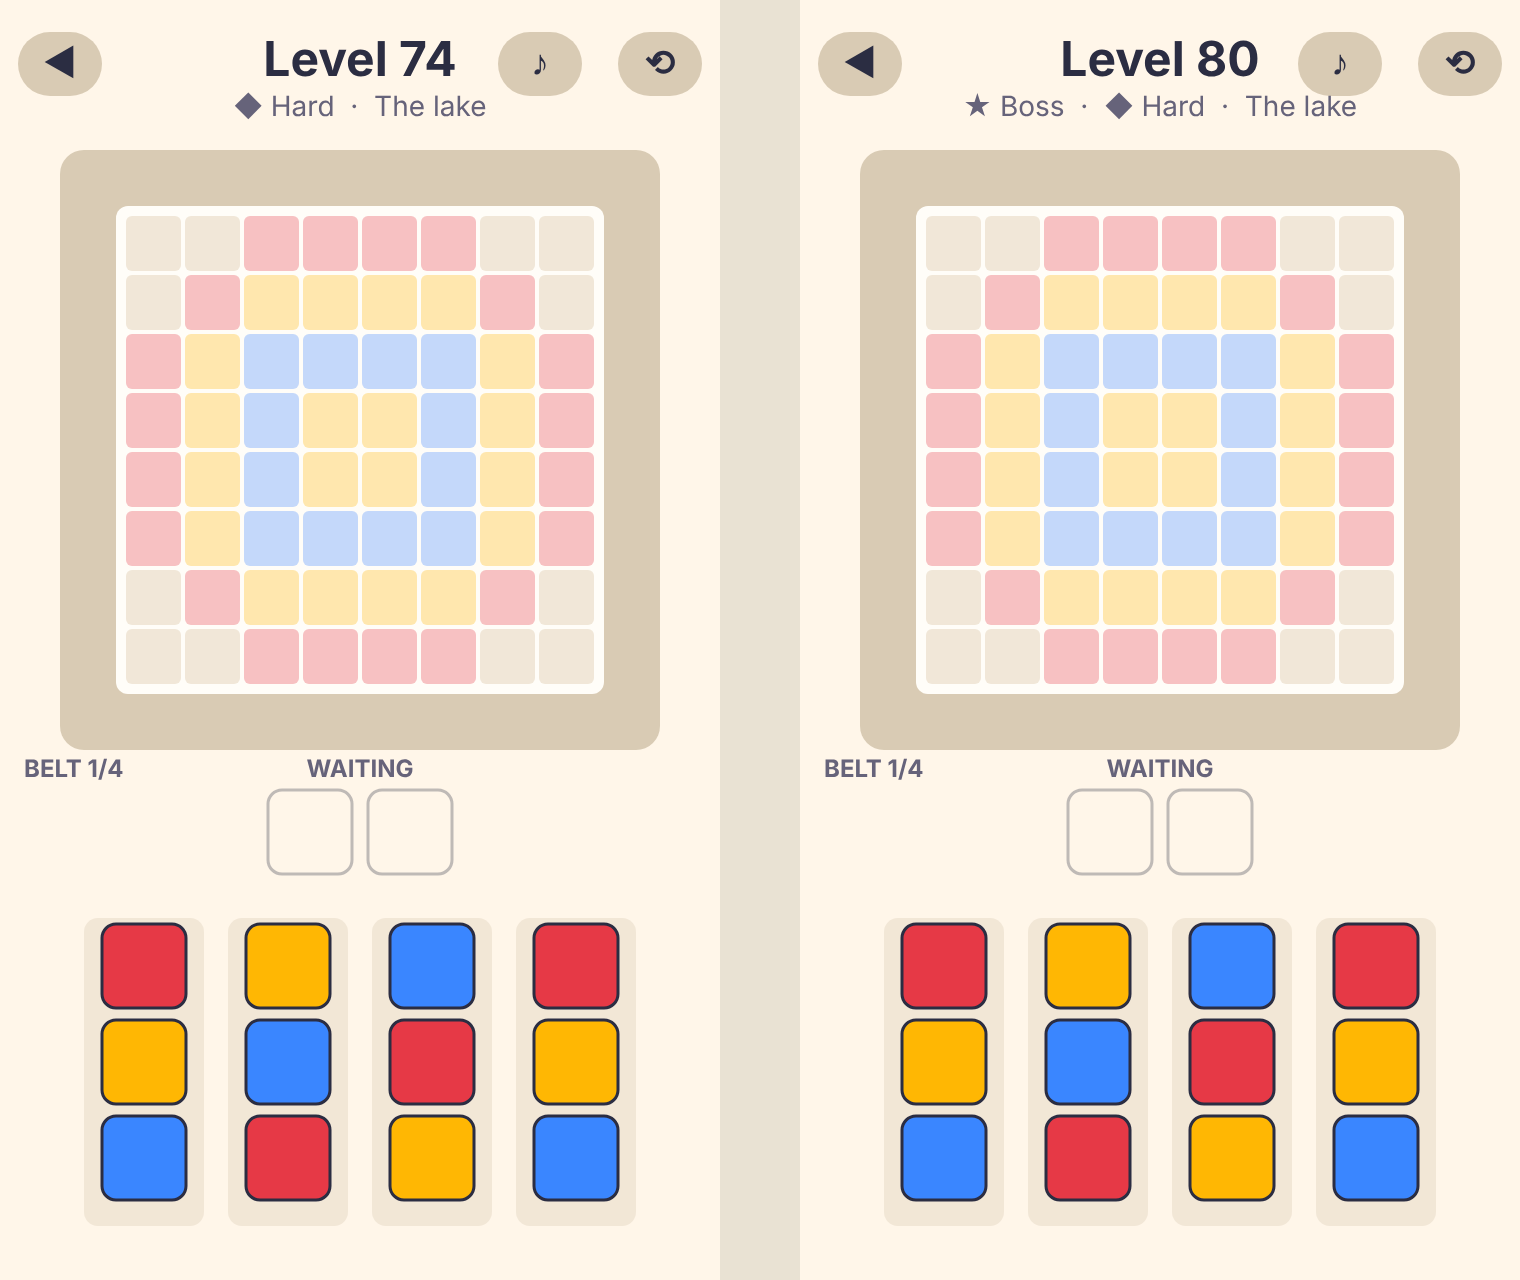 Level 74
◆ Hard · The lake
BELT 1/4
WAITING
Level 80
★ Boss · ◆ Hard · The lake
BELT 1/4
WAITING